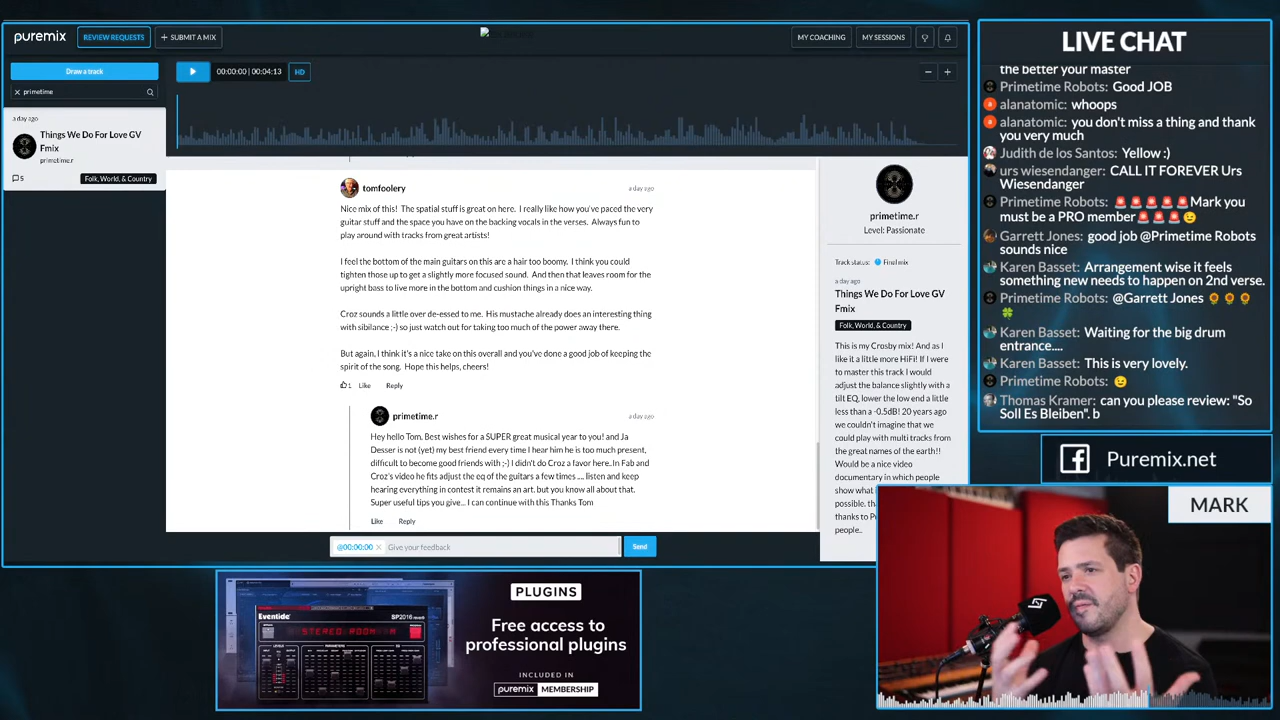 puremix
REVIEW REQUESTS
+ SUBMIT A MIX
MY COACHING
MY SESSIONS
Draw a track
primetime
a day ago
Things We Do For Love GV
Fmix
primetime.r
5
Folk, World, & Country
00:00:00 | 00:04:13
HD
tomfoolery
a day ago
Nice mix of this! The spatial stuff is great on here. I really like how you've paced the very
guitar stuff and the space you have on the backing vocals in the verses. Always fun to
play around with tracks from great artists!
I feel the bottom of the main guitars on this are a hair too boomy. I think you could
tighten those up to get a slightly more focused sound. And then that leaves room for the
upright bass to live more in the bottom and cushion things in a nice way.
Croz sounds a little over de-essed to me. His mustache already does an interesting thing
with sibilance ;-) so just watch out for taking too much of the power away there.
But again, I think it's a nice take on this overall and you've done a good job of keeping the
spirit of the song. Hope this helps, cheers!
1 Like Reply
primetime.r
a day ago
Hey hello Tom. Best wishes for a SUPER great musical year to you! and Ja
Desser is not (yet) my best friend every time I hear him he is too much present,
difficult to become good friends with ;-) I didn't do Croz a favor here..In Fab and
Croz's video he fits adjust the eq of the guitars a few times .... listen and keep
hearing everything in contest it remains an art. but you know all about that.
Super useful tips you give... I can continue with this Thanks Tom
Like Reply
@00:00:00
Give your feedback
Send
primetime.r
Level: Passionate
Track status: Final mix
a day ago
Things We Do For Love GV
Fmix
Folk, World, & Country
This is my Crosby mix! And as I
like it a little more HiFi! If I were
to master this track I would
adjust the balance slightly with a
tilt EQ, lower the low end a little
less than a -0.5dB! 20 years ago
we couldn't imagine that we
could play with multi tracks from
the great names of the earth!!
Would be a nice video
documentary in which people
show what
possible. th
thanks to P
people..
LIVE CHAT
the better your master
Primetime Robots: Good JOB
alanatomic: whoops
alanatomic: you don't miss a thing and thank
you very much
Judith de los Santos: Yellow :)
urs wiesendanger: CALL IT FOREVER Urs
Wiesendanger
Primetime Robots: 🚨🚨🚨🚨🚨Mark you
must be a PRO member🚨🚨🚨😉
Garrett Jones: good job @Primetime Robots
sounds nice
Karen Basset: Arrangement wise it feels
something new needs to happen on 2nd verse.
Primetime Robots: @Garrett Jones 🌻🌻🌻
🍀
Karen Basset: Waiting for the big drum
entrance....
Karen Basset: This is very lovely.
Primetime Robots: 😉
Thomas Kramer: can you please review: "So
Soll Es Bleiben". b
Puremix.net
MARK
Eventide
SP2016 reverb
STEREO ROOM
PLUGINS
Free access to
professional plugins
INCLUDED IN
puremix MEMBERSHIP